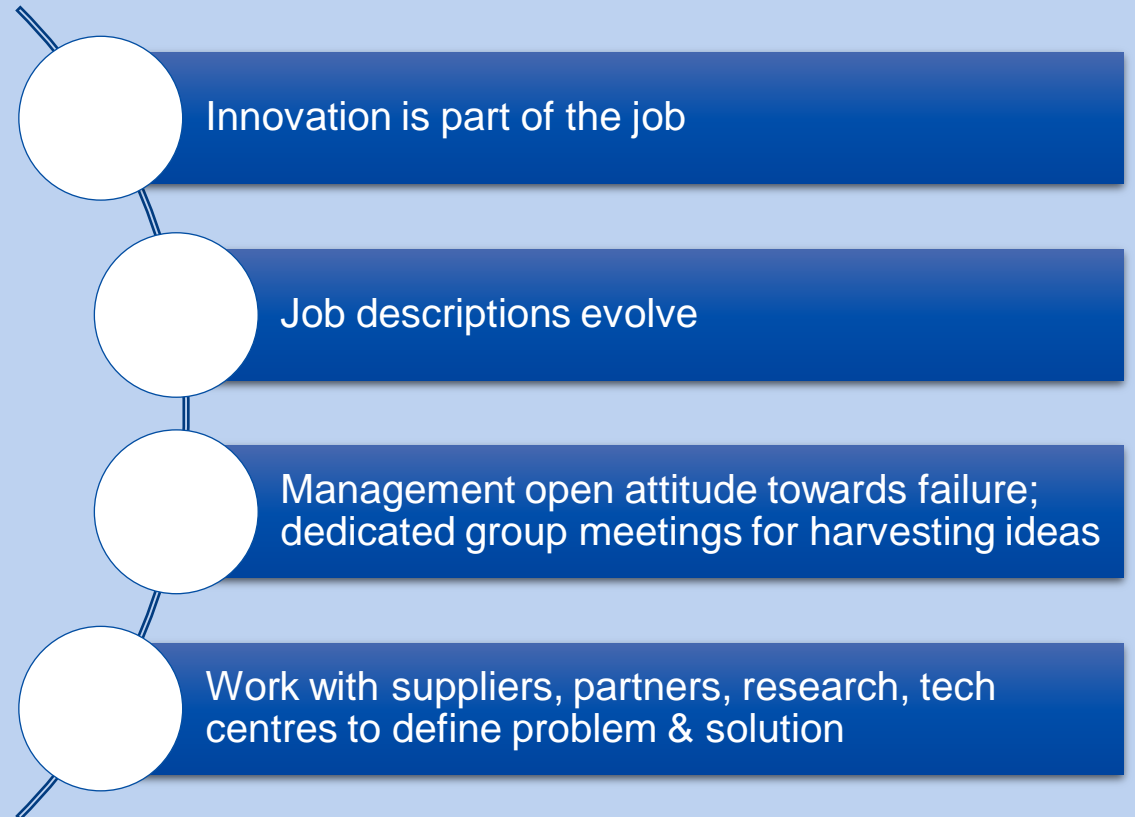 Innovation is part of the job
Job descriptions evolve
Management open attitude towards failure;
dedicated group meetings for harvesting ideas
Work with suppliers, partners, research, tech
centres to define problem & solution